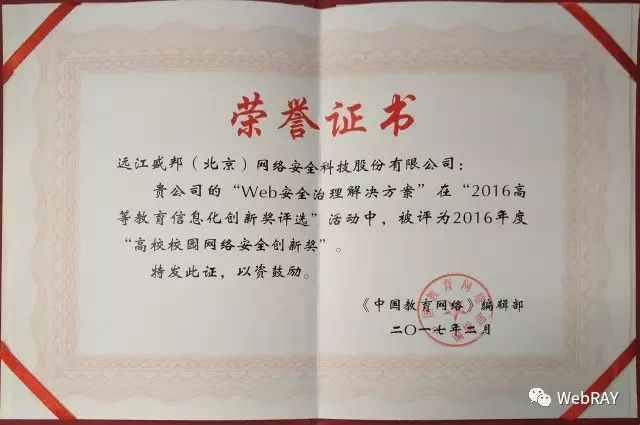 荣誉证书
远江盛邦（北京）网络安全科技股份有限公司：
贵公司的“Web安全治理解决方案”在“2016高
等教育信息化创新奖评选”活动中，被评为2016年度
“高校校园网络安全创新奖”。
特发此证，以资鼓励。
《中国教育网络》编辑部
二〇一七年二月
WebRAY